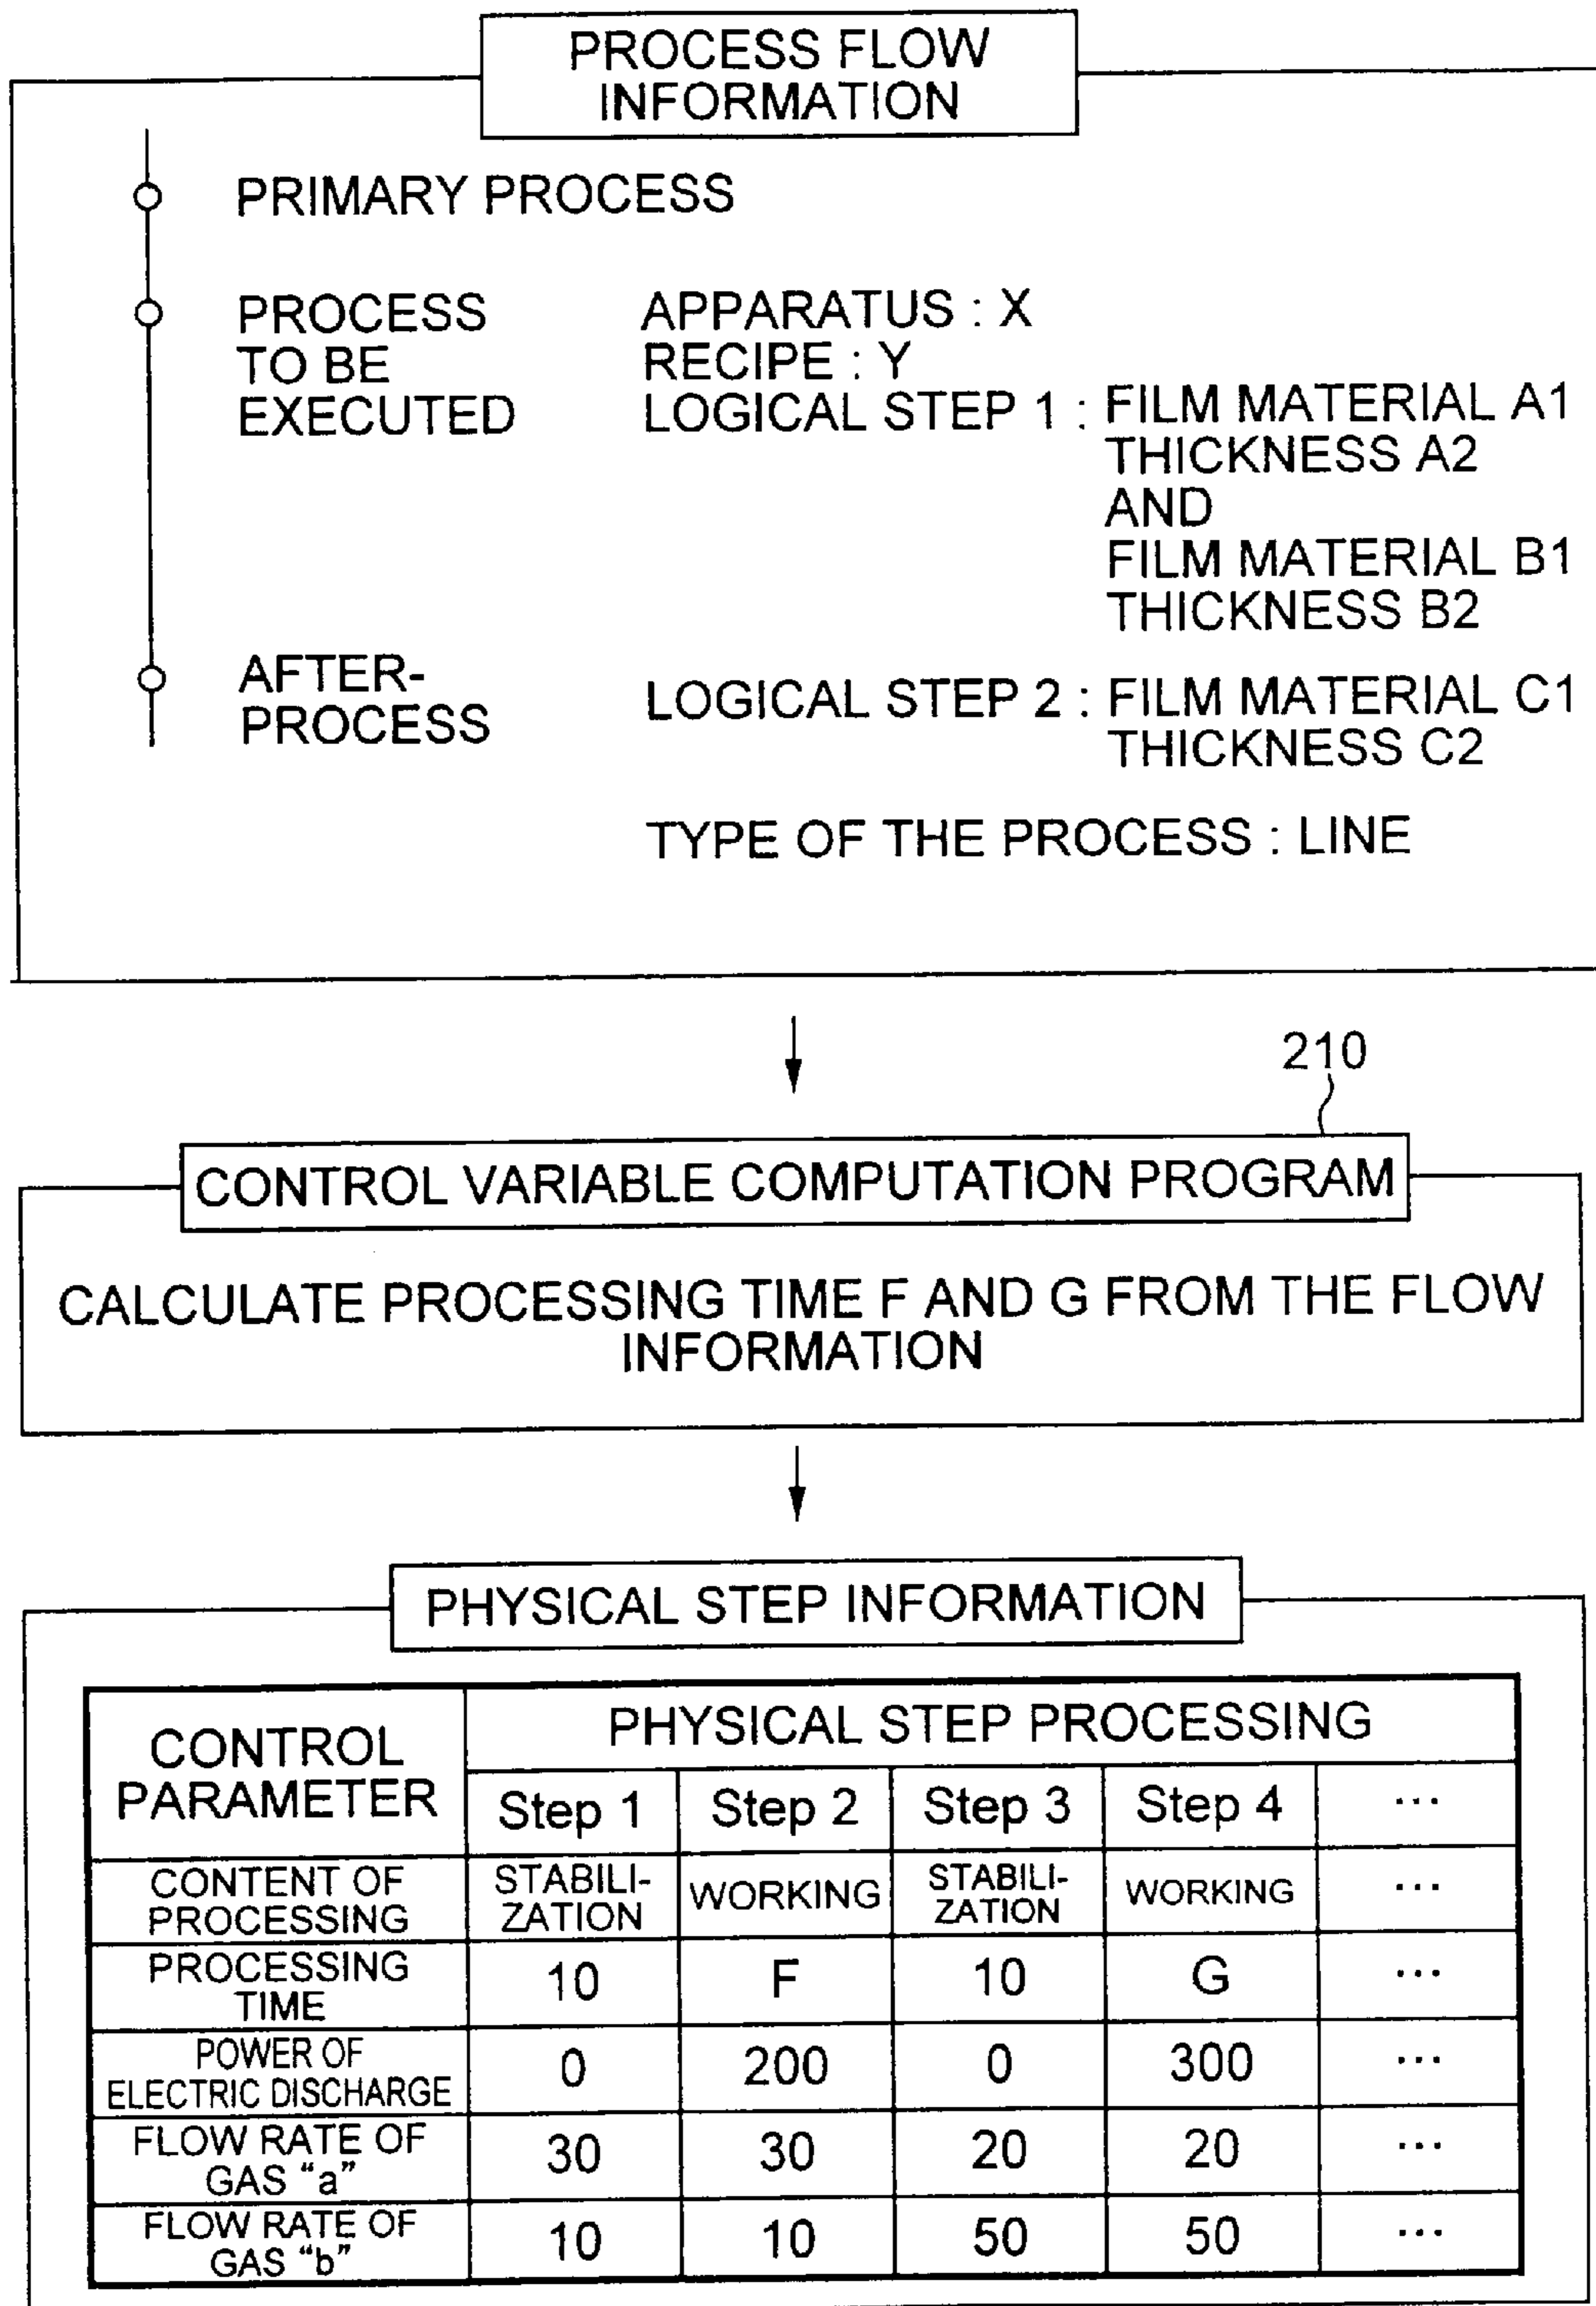 PROCESS FLOW
INFORMATION
PRIMARY PROCESS
PROCESS
TO BE
EXECUTED
APPARATUS : X
RECIPE : Y
LOGICAL STEP 1 : FILM MATERIAL A1
THICKNESS A2
AND
FILM MATERIAL B1
THICKNESS B2
AFTER-
PROCESS
LOGICAL STEP 2 : FILM MATERIAL C1
THICKNESS C2
TYPE OF THE PROCESS : LINE
210
CONTROL VARIABLE COMPUTATION PROGRAM
CALCULATE PROCESSING TIME F AND G FROM THE FLOW
INFORMATION
PHYSICAL STEP INFORMATION
CONTROL
PARAMETER
PHYSICAL STEP PROCESSING
Step 1 Step 2 Step 3 Step 4 ...
CONTENT OF
PROCESSING
STABILI-
ZATION
WORKING
STABILI-
ZATION
WORKING
...
PROCESSING
TIME
10 F 10 G ...
POWER OF
ELECTRIC DISCHARGE
0 200 0 300 ...
FLOW RATE OF
GAS “a”
30 30 20 20 ...
FLOW RATE OF
GAS “b”
10 10 50 50 ...